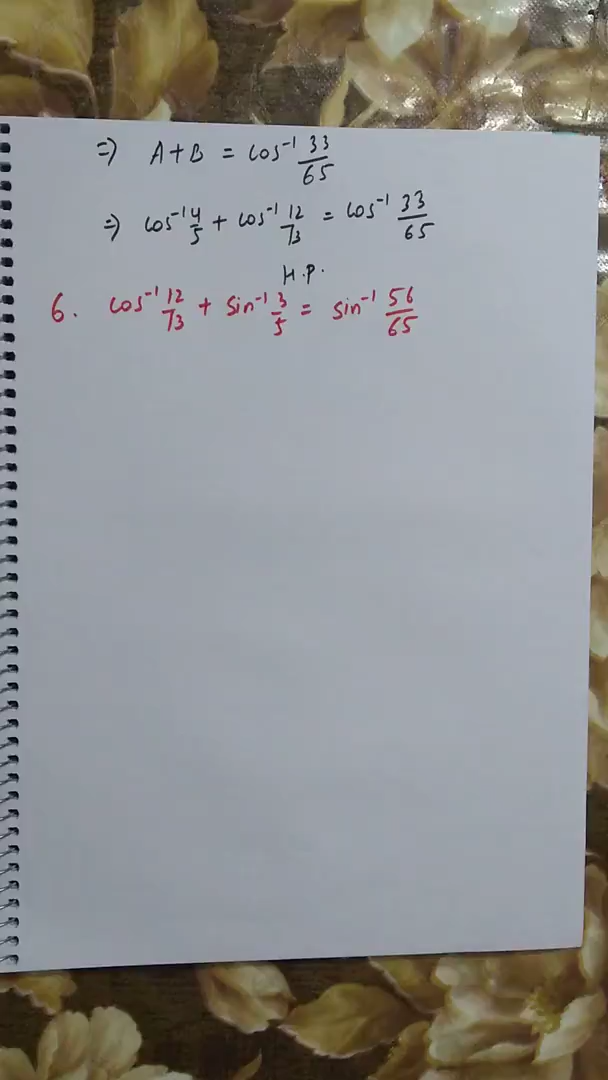 ⇒ A+B = cos⁻¹ 33/65
⇒ cos⁻¹ 4/5 + cos⁻¹ 12/13 = cos⁻¹ 33/65
H.P.
6. cos⁻¹ 12/13 + sin⁻¹ 3/5 = sin⁻¹ 56/65